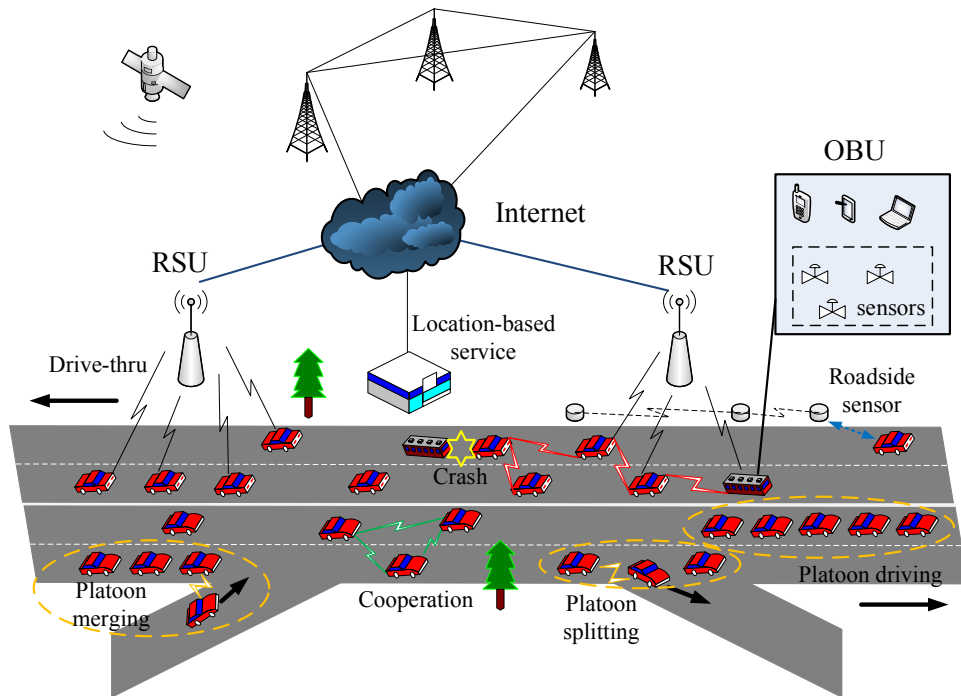 OBU
Internet
RSU
RSU
sensors
Location-based
service
Drive-thru
Roadside
sensor
Crash
Platoon driving
Platoon
merging
Cooperation
Platoon
splitting